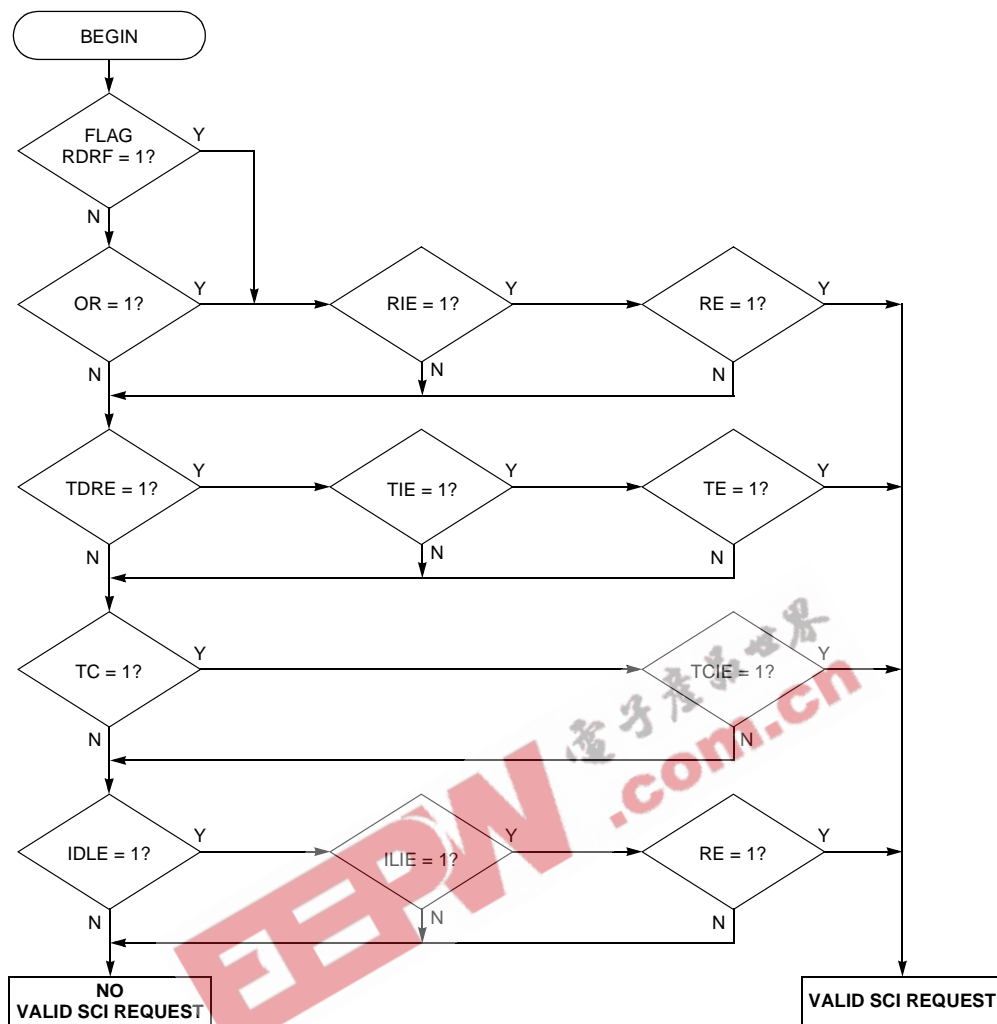 BEGIN
FLAG
RDRF = 1?
Y
N
OR = 1?
Y
N
RIE = 1?
Y
N
RE = 1?
Y
N
TDRE = 1?
Y
N
TIE = 1?
Y
N
TE = 1?
Y
N
TC = 1?
Y
N
TCIE = 1?
Y
N
電子產品世界
EEPW
.com.cn
IDLE = 1?
Y
N
ILIE = 1?
Y
N
RE = 1?
Y
N
NO
VALID SCI REQUEST
VALID SCI REQUEST